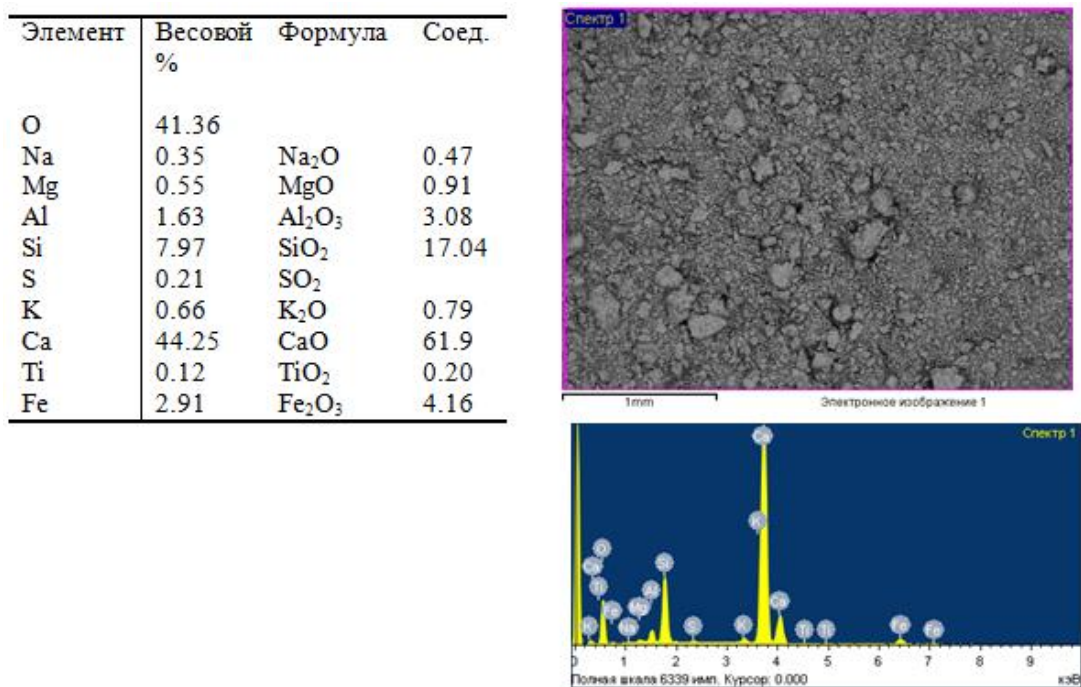 Элемент Весовой % Формула Соед.
O 41.36
Na 0.35 Na₂O 0.47
Mg 0.55 MgO 0.91
Al 1.63 Al₂O₃ 3.08
Si 7.97 SiO₂ 17.04
S 0.21 SO₂
K 0.66 K₂O 0.79
Ca 44.25 CaO 61.9
Ti 0.12 TiO₂ 0.20
Fe 2.91 Fe₂O₃ 4.16
Спектр 1
1mm Электронное изображение 1
Спектр 1
Ca
K
O
Ca Si
Ti Al
Fe Mg Ca
K Na S K Ti Ti Fe Fe
0 1 2 3 4 5 6 7 8 9
Полная шкала 6339 имп. Курсор: 0.000 кэВ